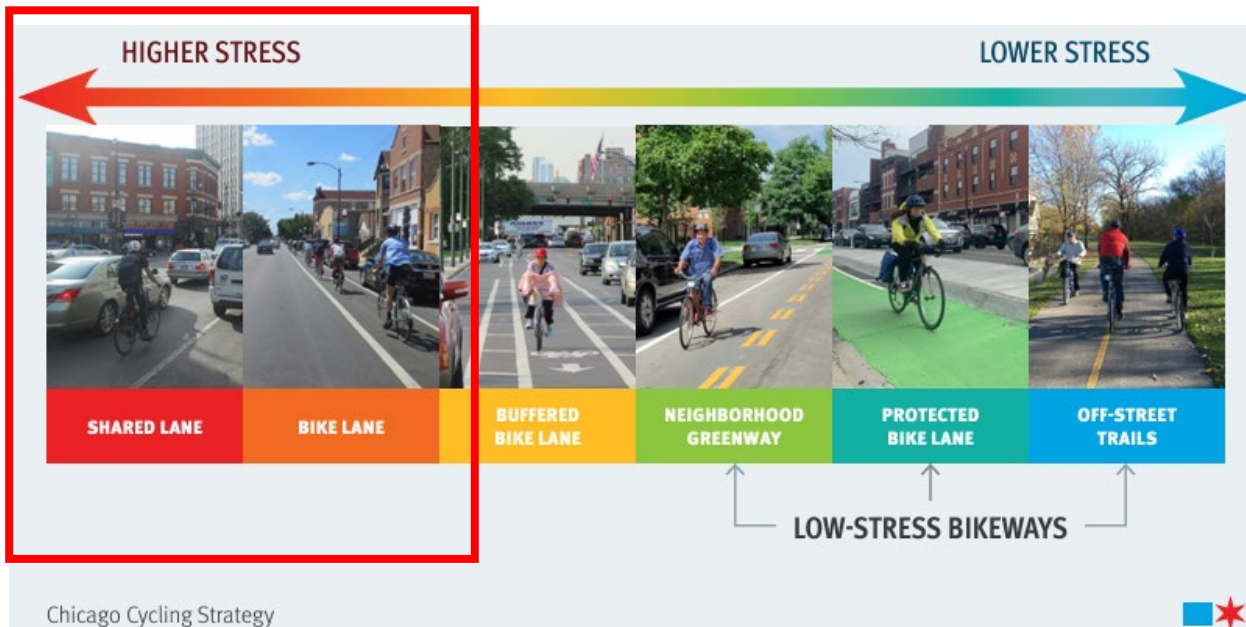 HIGHER STRESS
LOWER STRESS
SHARED LANE
BIKE LANE
BUFFERED
BIKE LANE
NEIGHBORHOOD
GREENWAY
PROTECTED
BIKE LANE
OFF-STREET
TRAILS
LOW-STRESS BIKEWAYS
Chicago Cycling Strategy